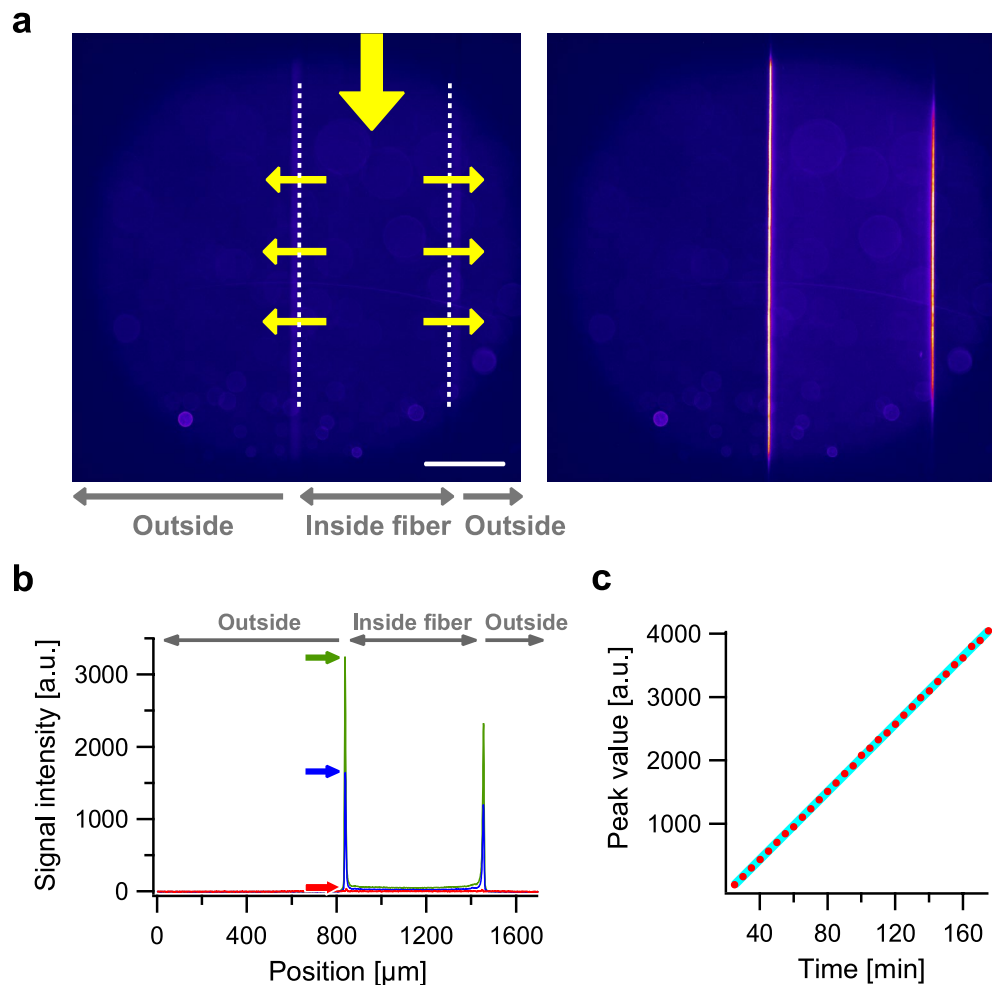 a
Outside Inside fiber Outside
b
Outside Inside fiber Outside
Signal intensity [a.u.]
3000
2000
1000
0
0 400 800 1200 1600
Position [µm]
c
Peak value [a.u.]
4000
3000
2000
1000
40 80 120 160
Time [min]